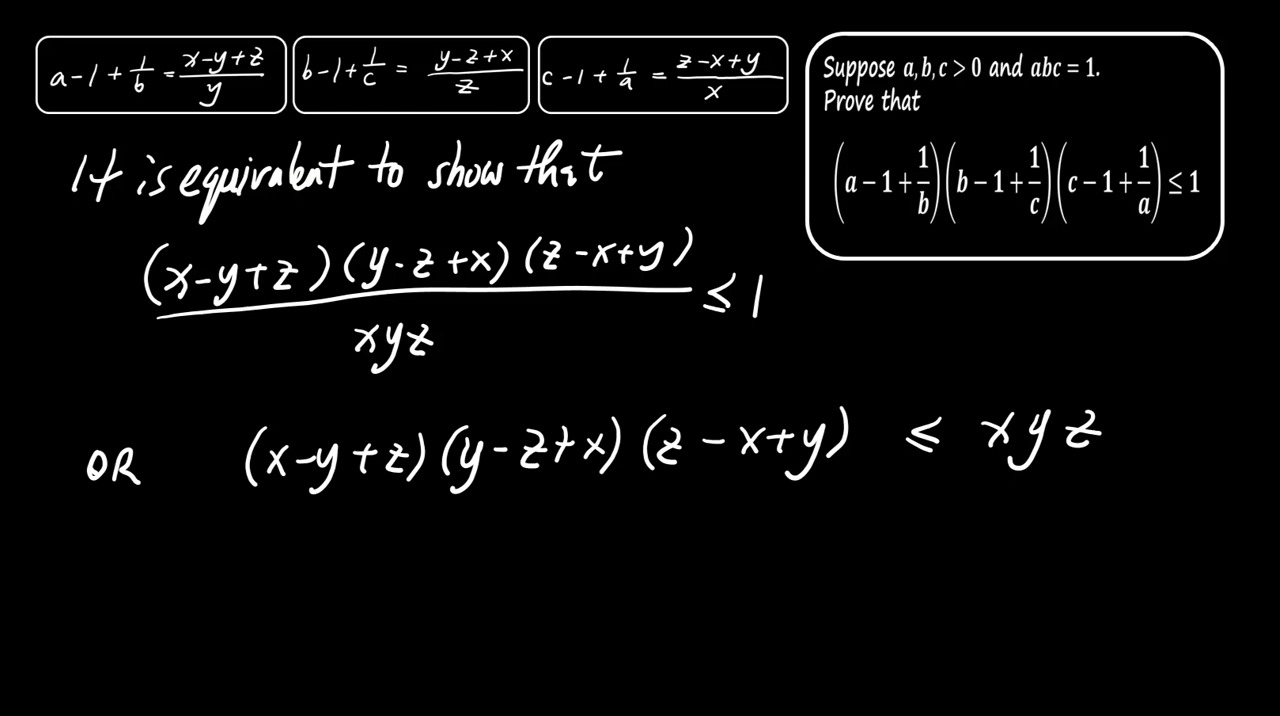 a - 1 + 1/b = (x-y+z)/y
b - 1 + 1/c = (y-z+x)/z
c - 1 + 1/a = (z-x+y)/x
Suppose a, b, c > 0 and abc = 1.
Prove that
(a - 1 + 1/b)(b - 1 + 1/c)(c - 1 + 1/a) ≤ 1
It is equivalent to show that
(x-y+z)(y-z+x)(z-x+y)/xyz ≤ 1
OR (x-y+z)(y-z+x)(z-x+y) ≤ xyz